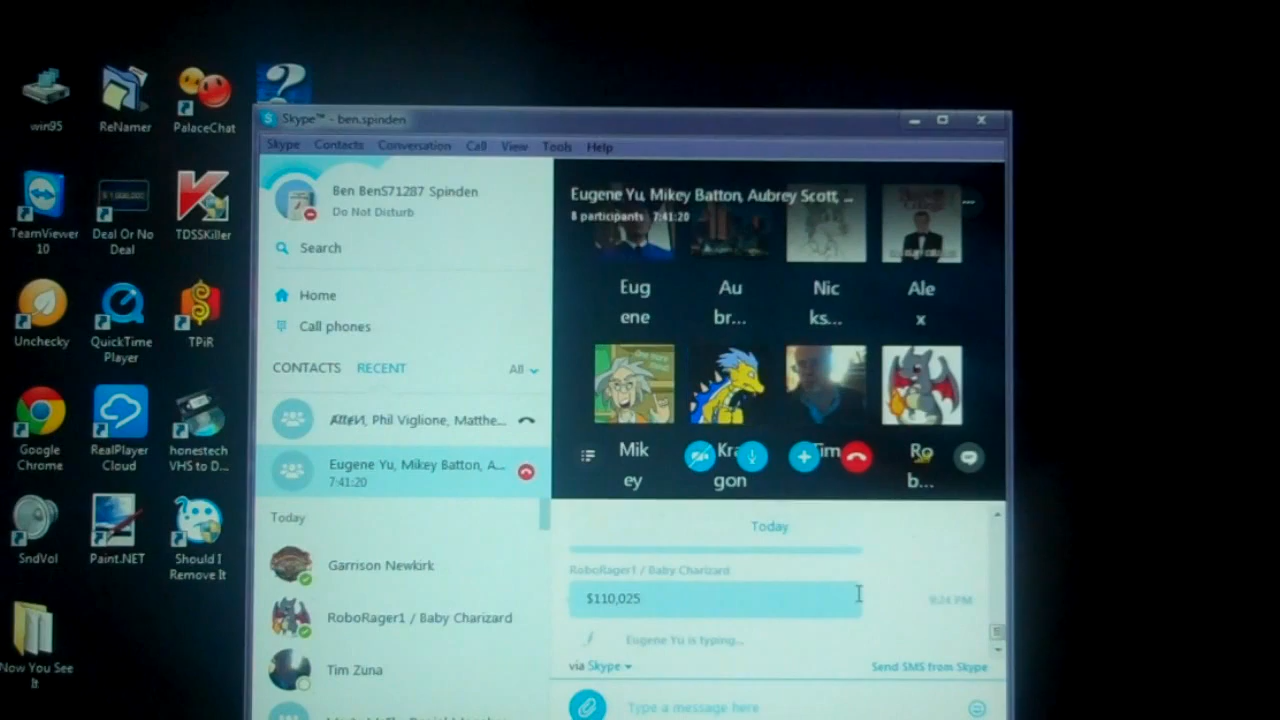 win95
ReNamer
PalaceChat
?
TeamViewer
10
$1,000,000
Deal Or No
Deal
TDSSKiller
Unchecky
QuickTime
Player
TPiR
Google
Chrome
RealPlayer
Cloud
honestech
VHS to D...
SndVol
Paint.NET
Should I
Remove It
Now You See
It
Skype™ - ben.spinden
Skype Contacts Conversation Call View Tools Help
Ben BenS71287 Spinden
Do Not Disturb
Search
Home
Call phones
CONTACTS RECENT All
Phil Viglione, Matthe...
Eugene Yu, Mikey Batton, A...
7:41:20
Today
Garrison Newkirk
RoboRager1 / Baby Charizard
Tim Zuna
Eugene Yu, Mikey Batton, Aubrey Scott, ...
8 participants 7:41:20
Eug
ene
Au
br...
Nic
ks...
Ale
x
Mik
ey
Kra
gon
Tim
Ro
b...
Today
RoboRager1 / Baby Charizard
$110,025
9:24 PM
Eugene Yu is typing...
via Skype
Send SMS from Skype
Type a message here